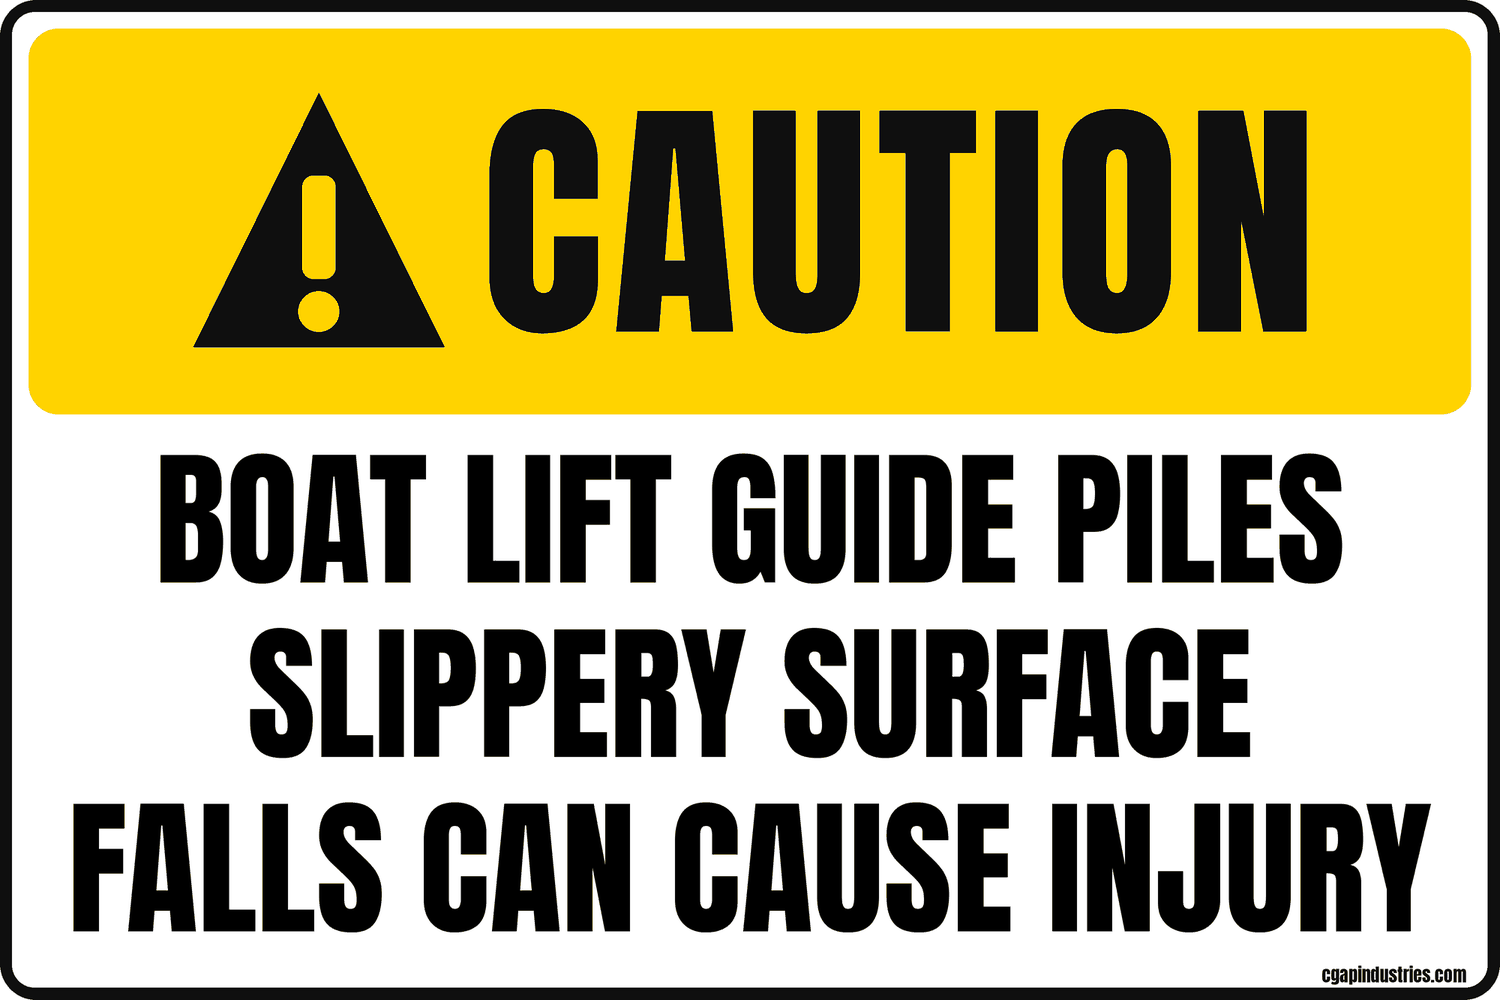 CAUTION
BOAT LIFT GUIDE PILES
SLIPPERY SURFACE
FALLS CAN CAUSE INJURY
cgapindustries.com